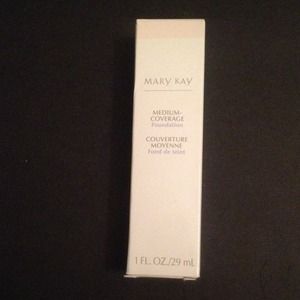 MARY KAY
MEDIUM-
COVERAGE
Foundation
COUVERTURE
MOYENNE
Fond de teint
1 FL. OZ./29 mL